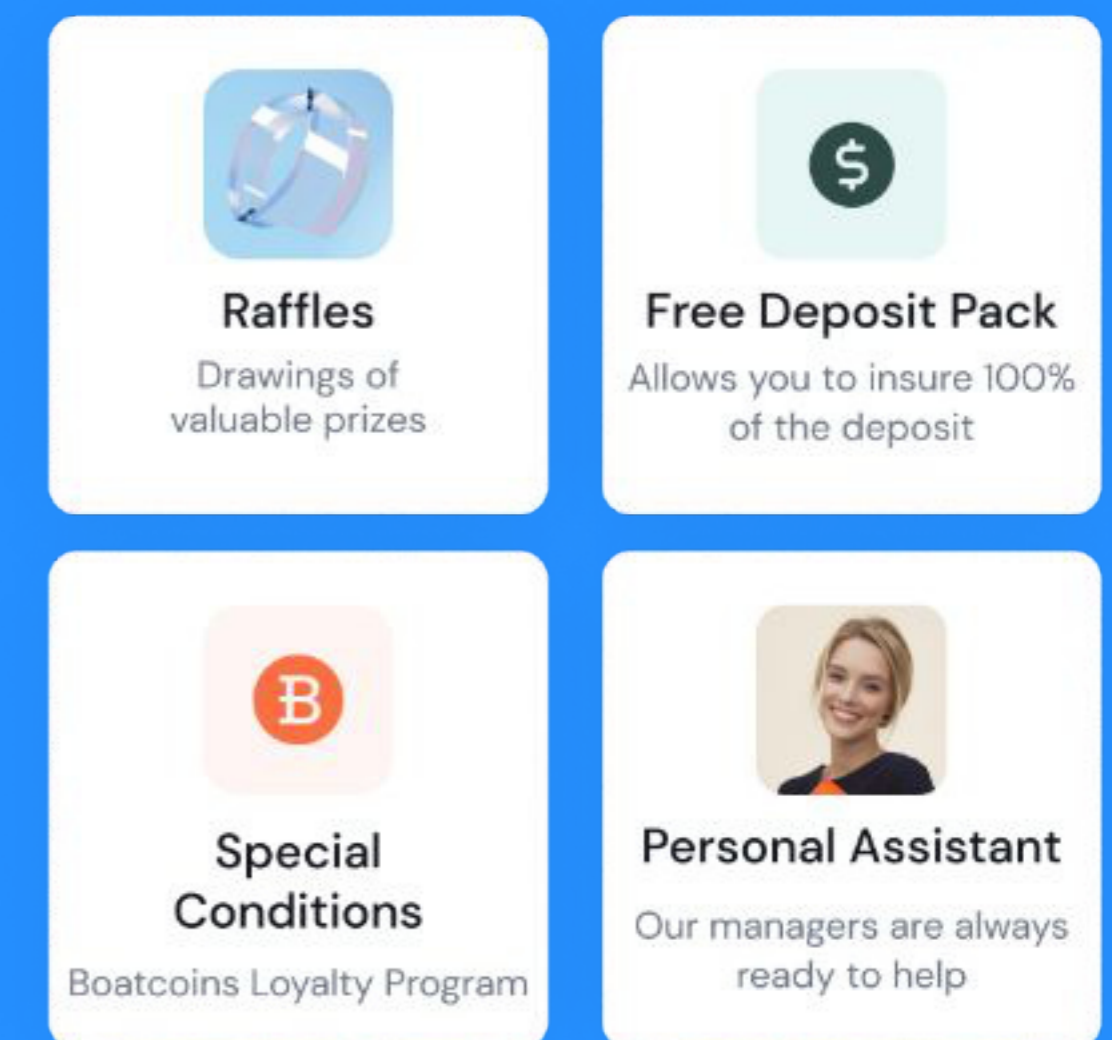 Raffles
Drawings of
valuable prizes
Free Deposit Pack
Allows you to insure 100%
of the deposit
Special
Conditions
Boatcoins Loyalty Program
Personal Assistant
Our managers are always
ready to help